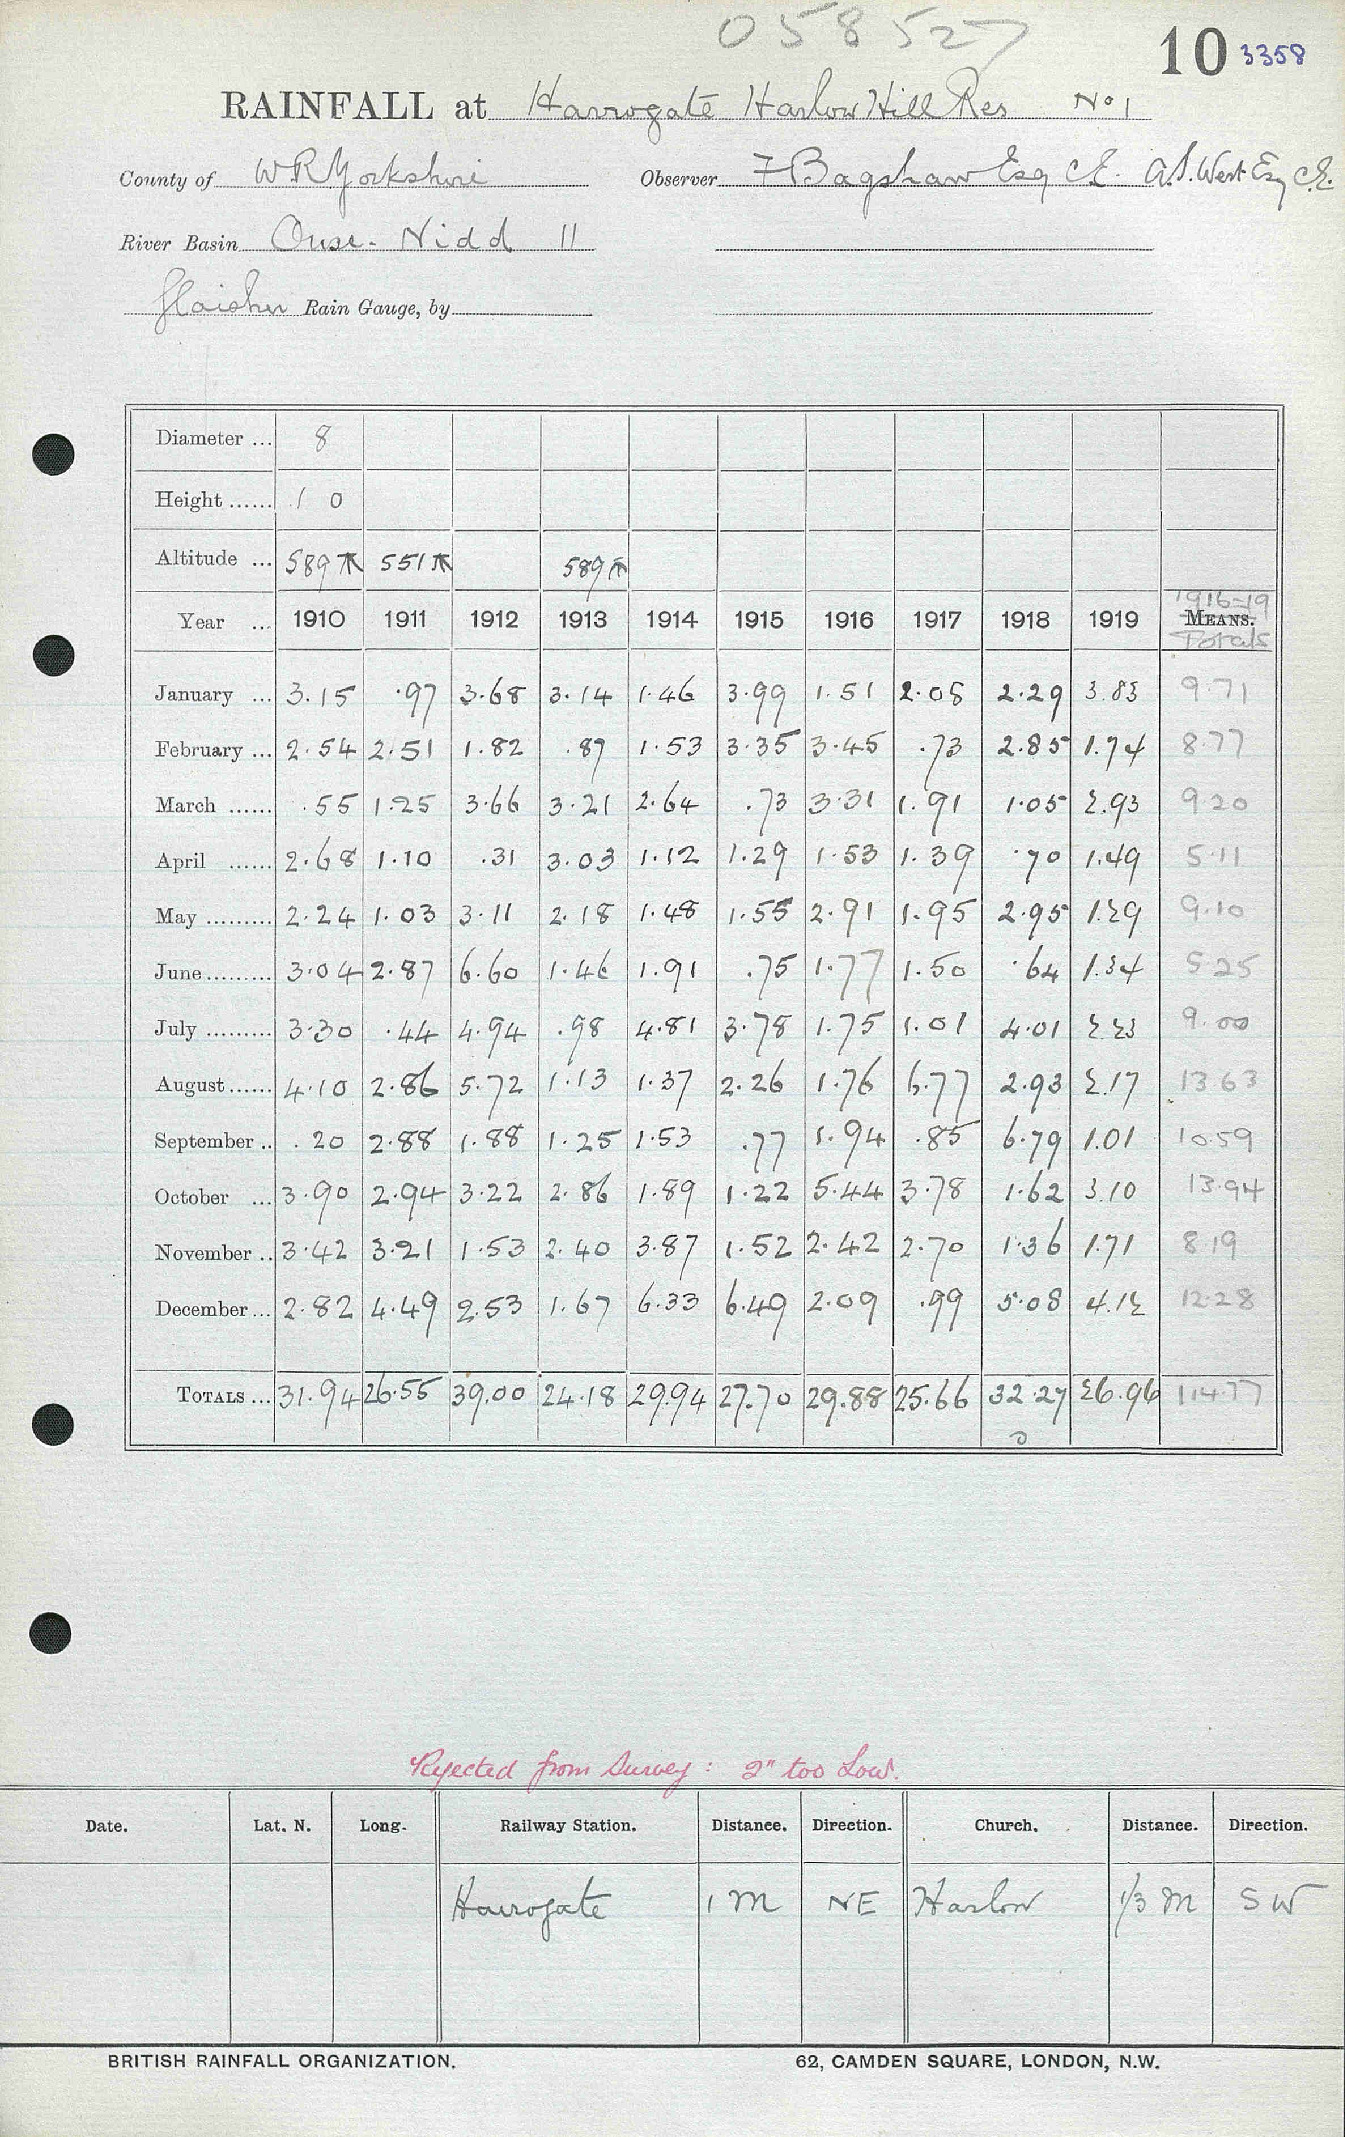 058527
10 3358
RAINFALL at Harrogate Harlow Hill Res No 1
County of W R Yorkshire Observer F Bagshaw Esq C.E. A.S. West Esq C.E.
River Basin Ouse - Nidd 11
Glaisher Rain Gauge, by
Diameter ... 8
Height ...... 1 0
Altitude ... 589 551 589
1916-19
Year ... 1910 1911 1912 1913 1914 1915 1916 1917 1918 1919 MEANS.
Totals
January ... 3.15 .97 3.68 3.14 1.46 3.99 1.51 2.08 2.29 3.83 9.71
February ... 2.54 2.51 1.82 .87 1.53 3.35 3.45 .73 2.85 1.74 8.77
March ...... .55 1.25 3.66 3.21 2.64 .73 3.31 1.91 1.05 2.93 9.20
April ...... 2.68 1.10 .31 3.03 1.12 1.29 1.53 1.39 .70 1.49 5.11
May ......... 2.24 1.03 3.11 2.18 1.48 1.55 2.91 1.95 2.95 1.29 9.10
June......... 3.04 2.87 6.60 1.46 1.91 .75 1.77 1.50 .64 1.34 5.25
July ......... 3.30 .44 4.94 .98 4.81 3.78 1.75 1.01 4.01 2.23 9.00
August...... 4.10 2.86 5.72 1.13 1.37 2.26 1.76 6.77 2.93 2.17 13.63
September .. .20 2.88 1.88 1.25 1.53 .77 1.94 .85 6.79 1.01 10.59
October ... 3.90 2.94 3.22 2.86 1.89 1.22 5.44 3.78 1.62 3.10 13.94
November .. 3.42 3.21 1.53 2.40 3.87 1.52 2.42 2.70 1.36 1.71 8.19
December ... 2.82 4.49 2.53 1.67 6.33 6.49 2.09 .99 5.08 4.12 12.28
TOTALS ... 31.94 26.55 39.00 24.18 29.94 27.70 29.88 25.66 32.27 26.96 114.77
Rejected from Survey : 2" too Low.
Date. Lat. N. Long. Railway Station. Distance. Direction. Church. Distance. Direction.
Harrogate 1 M NE Harlow 1/3 M SW
BRITISH RAINFALL ORGANIZATION. 62, CAMDEN SQUARE, LONDON, N.W.